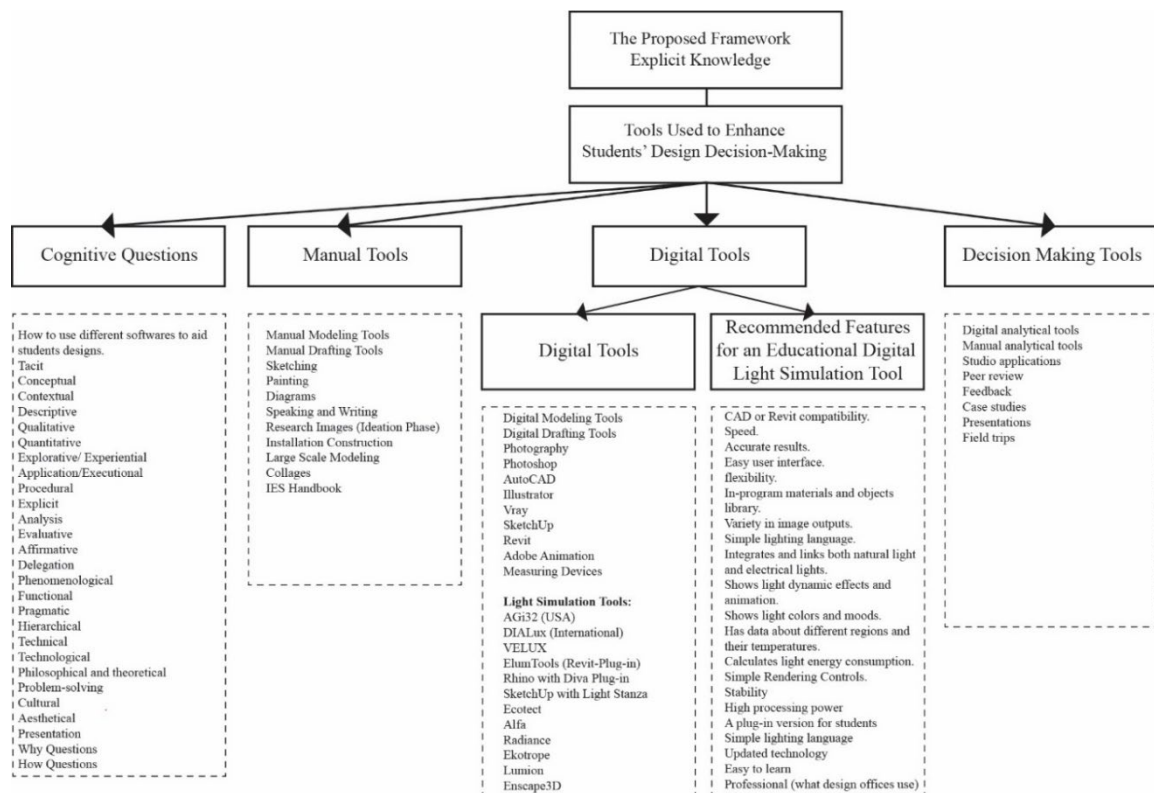 The Proposed Framework
Explicit Knowledge
Tools Used to Enhance
Students' Design Decision-Making
Cognitive Questions
Manual Tools
Digital Tools
Decision Making Tools
How to use different softwares to aid
students designs.
Tacit
Conceptual
Contextual
Descriptive
Qualitative
Quantitative
Explorative/ Experiential
Application/Executional
Procedural
Explicit
Analysis
Evaluative
Affirmative
Delegation
Phenomenological
Functional
Pragmatic
Hierarchical
Technical
Technological
Philosophical and theoretical
Problem-solving
Cultural
Aesthetical
Presentation
Why Questions
How Questions
Manual Modeling Tools
Manual Drafting Tools
Sketching
Painting
Diagrams
Speaking and Writing
Research Images (Ideation Phase)
Installation Construction
Large Scale Modeling
Collages
IES Handbook
Digital Tools
Digital Modeling Tools
Digital Drafting Tools
Photography
Photoshop
AutoCAD
Illustrator
Vray
SketchUp
Revit
Adobe Animation
Measuring Devices
Light Simulation Tools:
AGi32 (USA)
DIALux (International)
VELUX
ElumTools (Revit-Plug-in)
Rhino with Diva Plug-in
SketchUp with Light Stanza
Ecotect
Alfa
Radiance
Ekotrope
Lumion
Enscape3D
Recommended Features
for an Educational Digital
Light Simulation Tool
CAD or Revit compatibility.
Speed.
Accurate results.
Easy user interface.
flexibility.
In-program materials and objects
library.
Variety in image outputs.
Simple lighting language.
Integrates and links both natural light
and electrical lights.
Shows light dynamic effects and
animation.
Shows light colors and moods.
Has data about different regions and
their temperatures.
Calculates light energy consumption.
Simple Rendering Controls.
Stability
High processing power
A plug-in version for students
Simple lighting language
Updated technology
Easy to learn
Professional (what design offices use)
Digital analytical tools
Manual analytical tools
Studio applications
Peer review
Feedback
Case studies
Presentations
Field trips